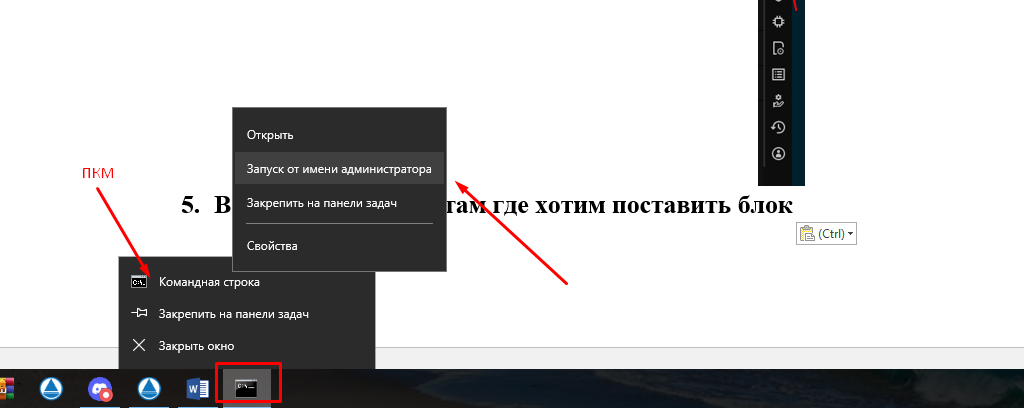 Открыть
ПКМ
Запуск от имени администратора
Закрепить на панели задач
5. В там где хотим поставить блок
(Ctrl)
Свойства
Командная строка
Закрепить на панели задач
Закрыть окно